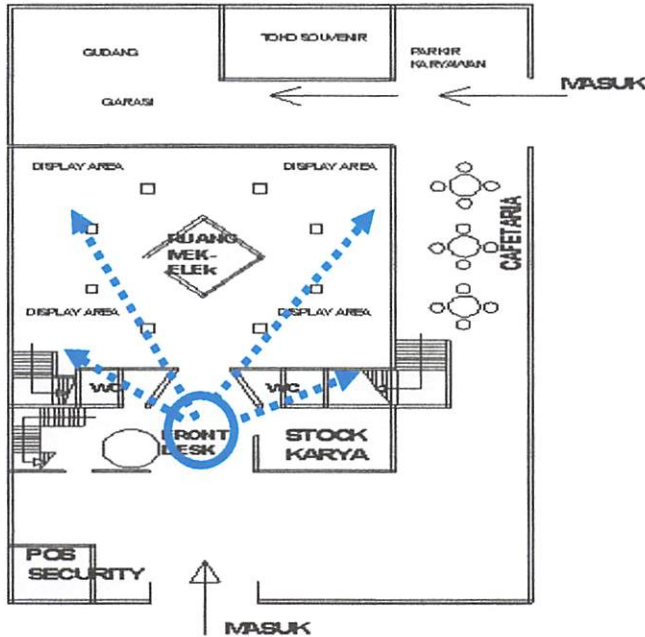 GUDANG
TOKO SOUVENIR
PARKIR
KARYAWAN
MASUK
GARASI
DISPLAY AREA
DISPLAY AREA
CAFETARIA
RUANG
MEK-
ELEK
DISPLAY AREA
DISPLAY AREA
WC
WC
FRONT
DESK
STOCK
KARYA
POS
SECURITY
MASUK